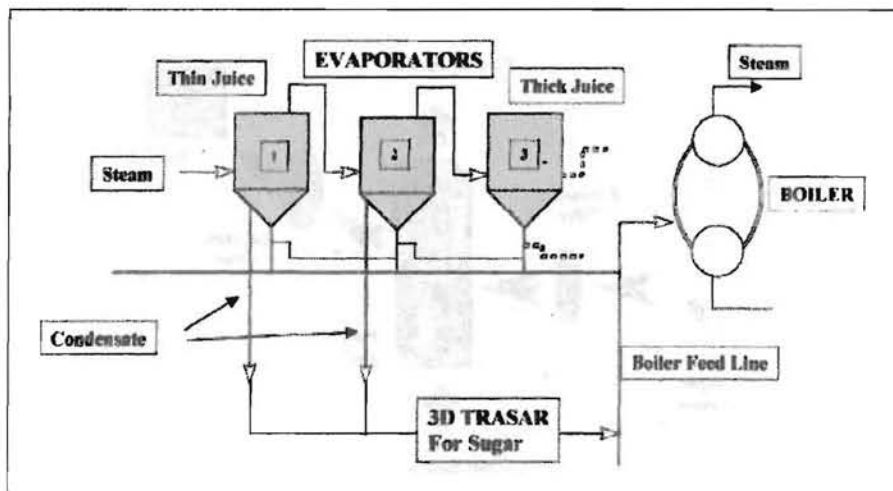 EVAPORATORS
Thin Juice
Thick Juice
Steam
1
2
3
Steam
BOILER
Condensate
Boiler Feed Line
3D TRASAR
For Sugar